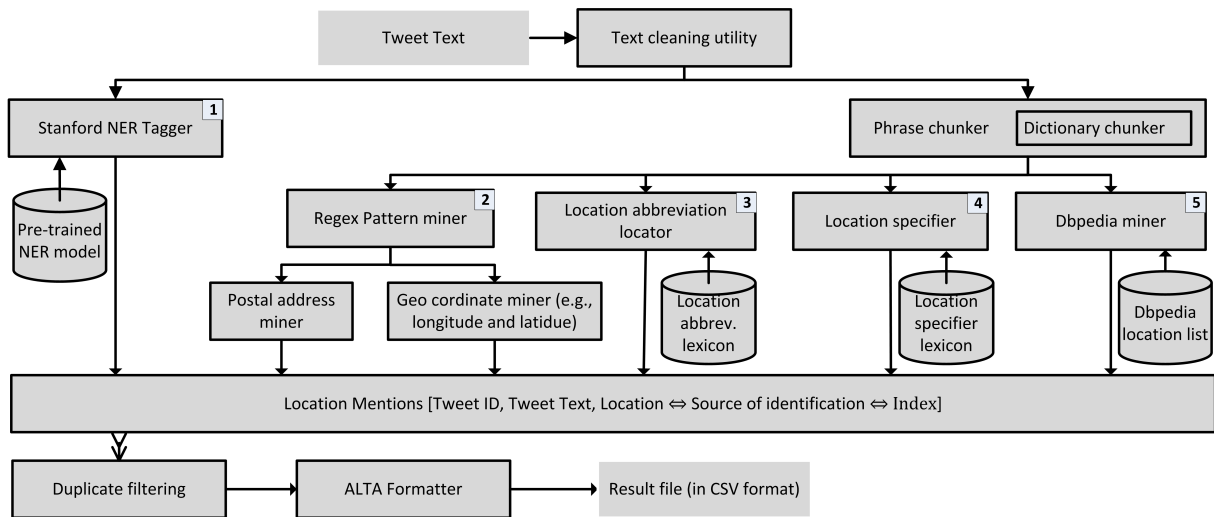 Tweet Text
Text cleaning utility
1
Stanford NER Tagger
Phrase chunker
Dictionary chunker
Pre-trained
NER model
2
Regex Pattern miner
3
Location abbreviation
locator
4
Location specifier
5
Dbpedia miner
Postal address
miner
Geo cordinate miner (e.g.,
longitude and latidue)
Location
abbrev.
lexicon
Location
specifier
lexicon
Dbpedia
location list
Location Mentions [Tweet ID, Tweet Text, Location ⇔ Source of identification ⇔ Index]
Duplicate filtering
ALTA Formatter
Result file (in CSV format)